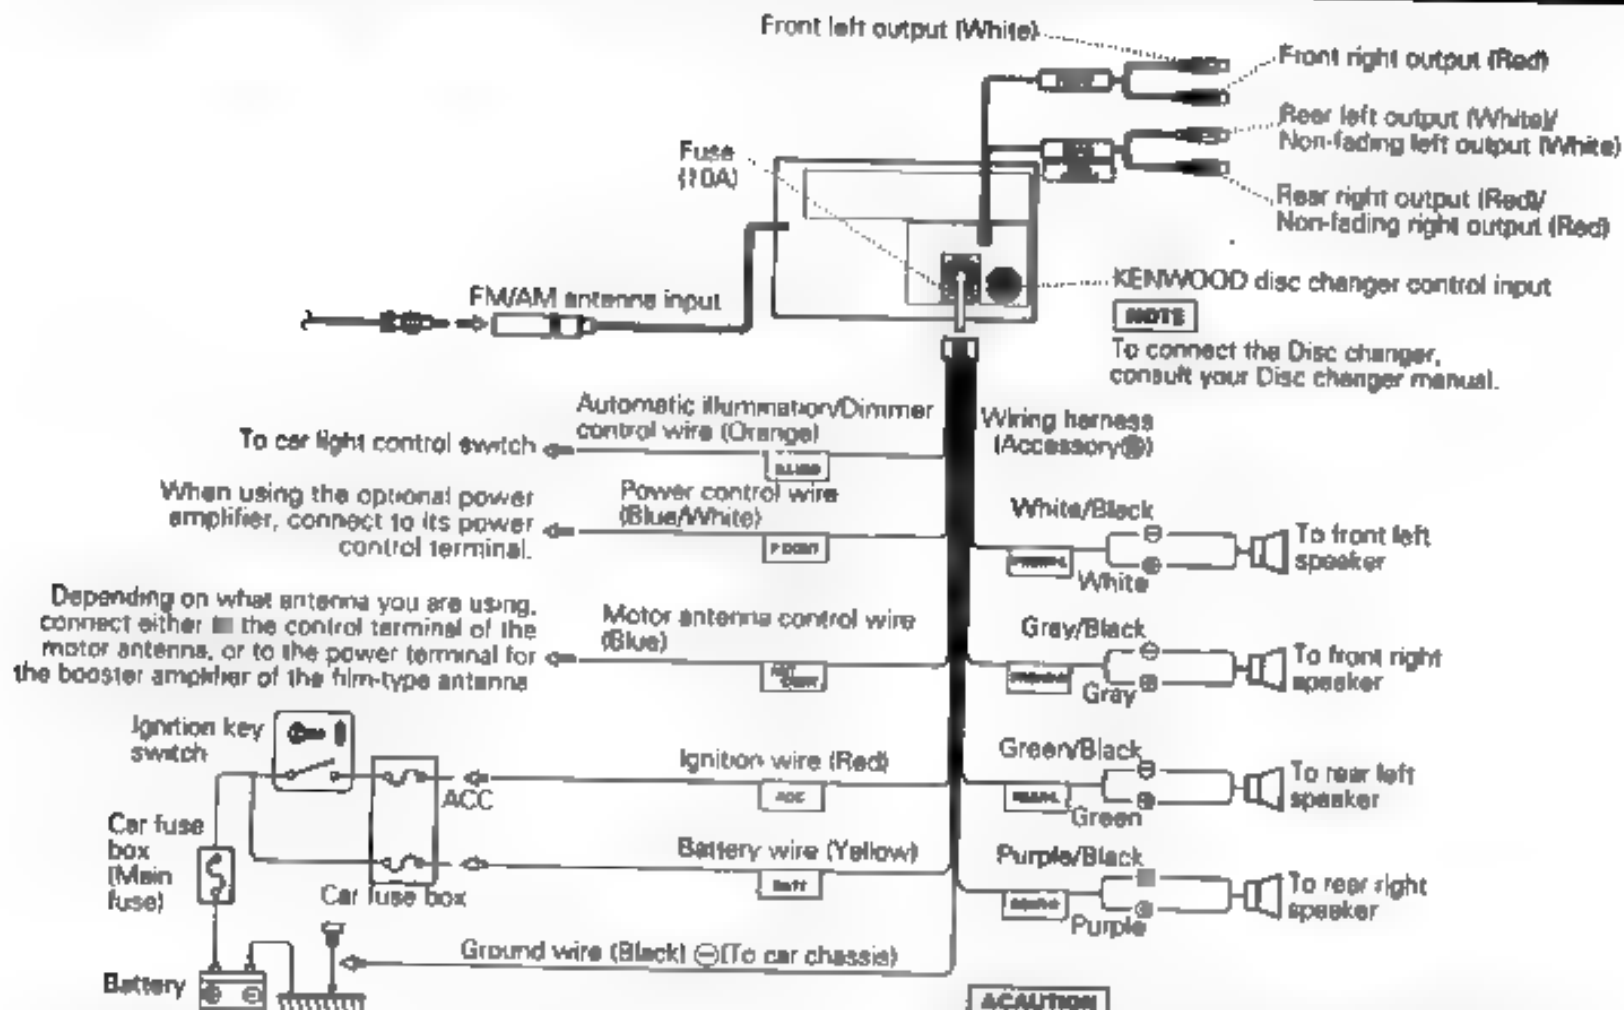 Front left output (White)
Front right output (Red)
Rear left output (White)/
Non-fading left output (White)
Rear right output (Red)/
Non-fading right output (Red)
Fuse
(10A)
FM/AM antenna input
KENWOOD disc changer control input
NOTE
To connect the Disc changer,
consult your Disc changer manual.
Automatic illumination/Dimmer
control wire (Orange)
To car light control switch
Wiring harness
(Accessory
When using the optional power
amplifier, connect to its power
control terminal.
Power control wire
(Blue/White)
P.CONT
White/Black
White
To front left
speaker
Depending on what antenna you are using,
connect either the control terminal of the
motor antenna, or to the power terminal for
the booster amplifier of the film-type antenna
Motor antenna control wire
(Blue)
Gray/Black
Gray
To front right
speaker
Ignition key
switch
Ignition wire (Red)
ACC
Green/Black
Green
To rear left
speaker
Car fuse
box
(Main
fuse)
Battery wire (Yellow)
BATT
Car fuse box
Purple/Black
Purple
To rear right
speaker
Ground wire (Black) ⊖(To car chassis)
Battery
⊕ ⊖
ACAUTION